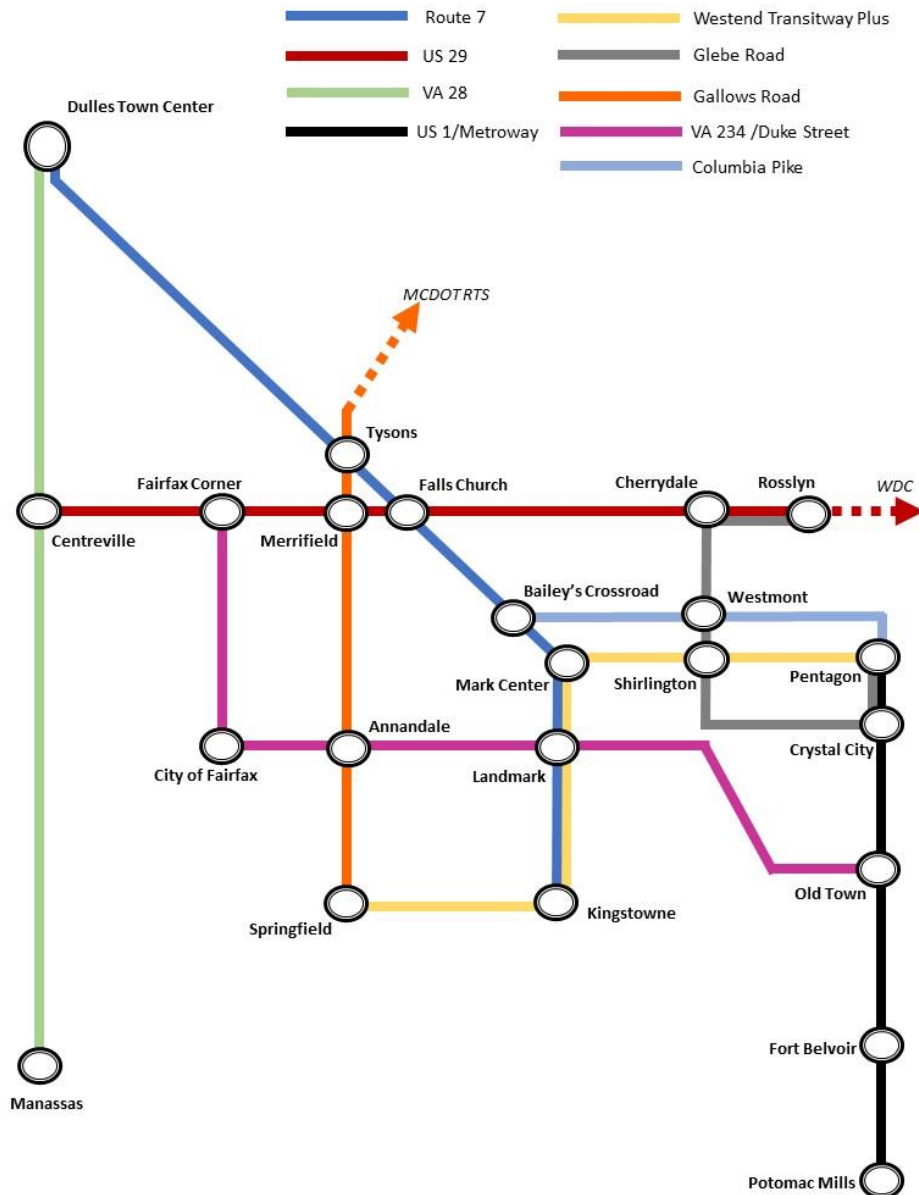 Route 7
Westend Transitway Plus
US 29
Glebe Road
VA 28
Gallows Road
US 1/Metroway
VA 234 /Duke Street
Columbia Pike
Dulles Town Center
MCDOT RTS
Tysons
Fairfax Corner
Falls Church
Cherrydale
Rosslyn
WDC
Centreville
Merrifield
Bailey's Crossroad
Westmont
Mark Center
Shirlington
Pentagon
Annandale
Crystal City
City of Fairfax
Landmark
Old Town
Springfield
Kingstowne
Fort Belvoir
Manassas
Potomac Mills